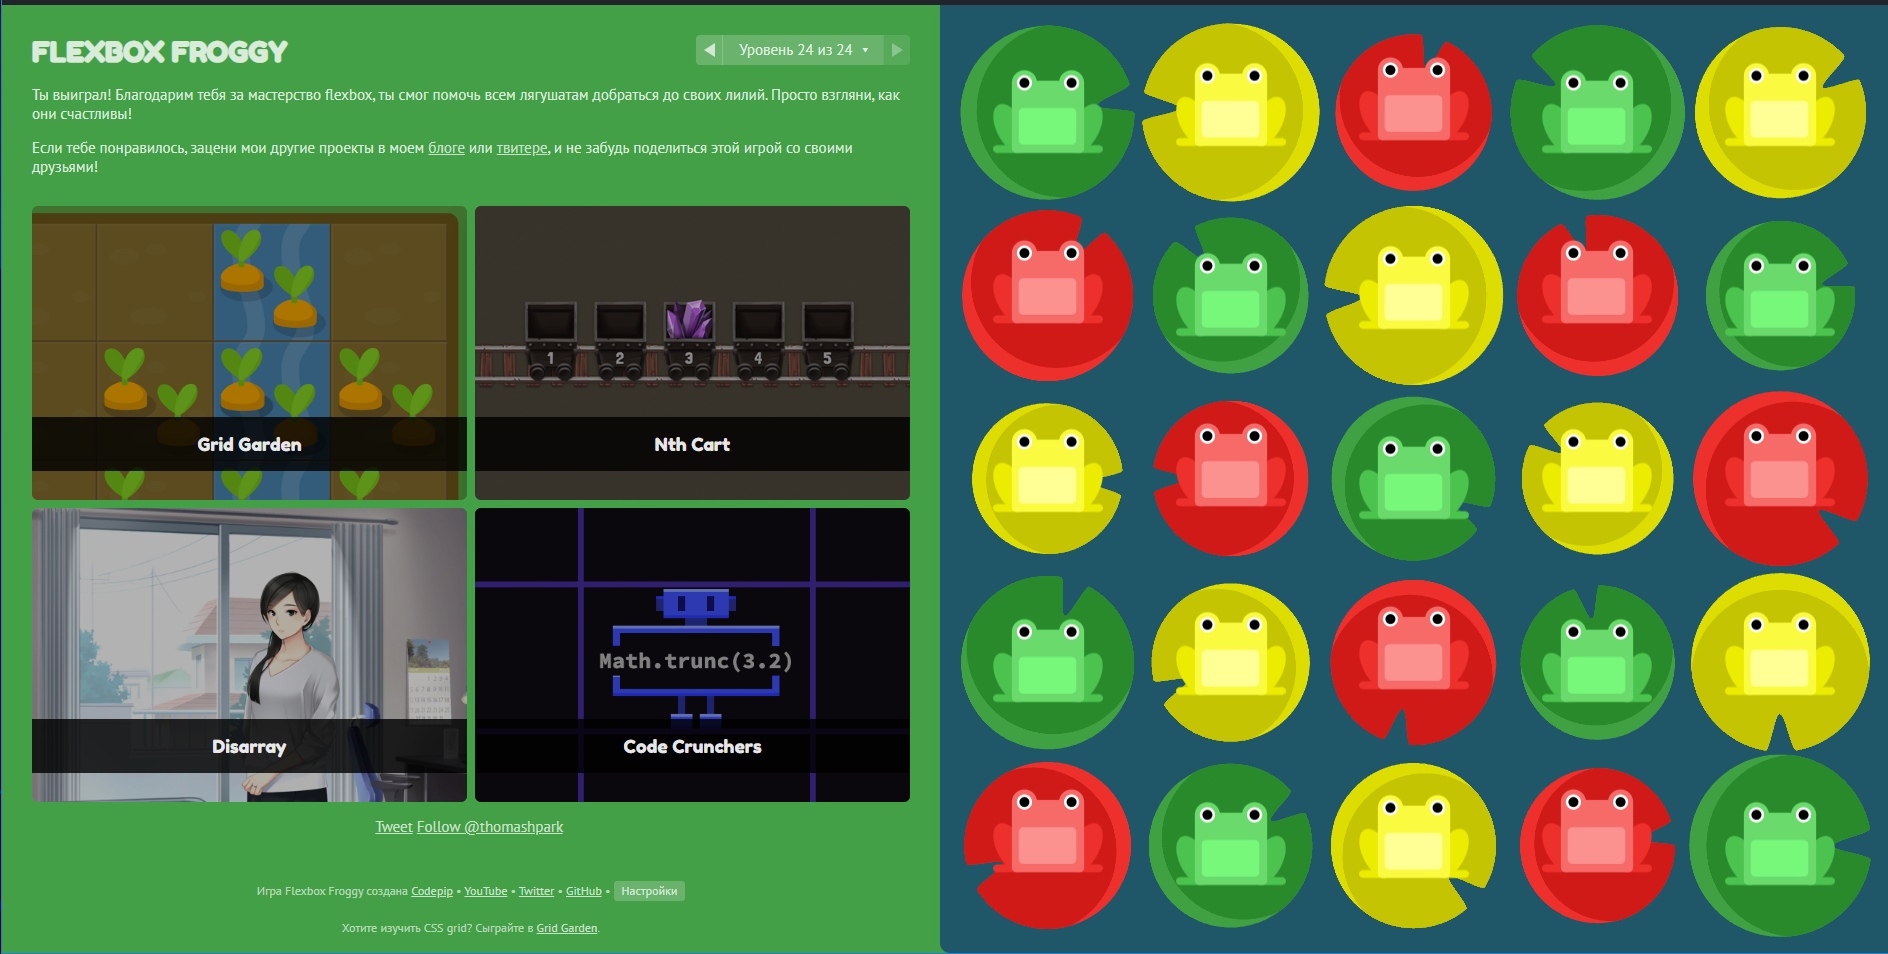 FLEXBOX FROGGY
Уровень 24 из 24
Ты выиграл! Благодарим тебя за мастерство flexbox, ты смог помочь всем лягушатам добраться до своих лилий. Просто взгляни, как
они счастливы!
Если тебе понравилось, зацени мои другие проекты в моем блоге или твитере, и не забудь поделиться этой игрой со своими
друзьями!
1 2 3 4 5
Grid Garden
Nth Cart
Math.trunc(3.2)
Disarray
Code Crunchers
Tweet Follow @thomashpark
Игра Flexbox Froggy создана Codepip • YouTube • Twitter • GitHub • Настройки
Хотите изучить CSS grid? Сыграйте в Grid Garden.